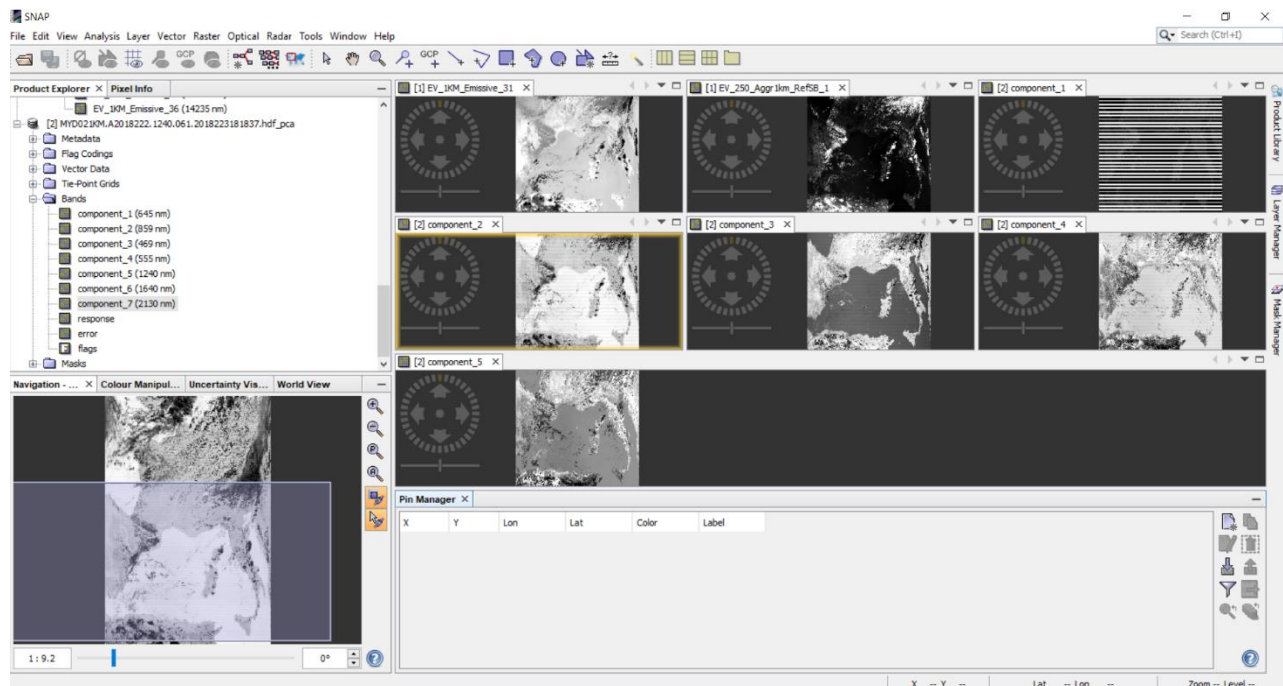 SNAP
File Edit View Analysis Layer Vector Raster Optical Radar Tools Window Help
Search (Ctrl+I)
GCP GCP
Product Explorer Pixel Info
EV_1KM_Emissive_36 (14235 nm)
[2] MYD021KM.A2018222.1240.061.2018223181837.hdf_pca
Metadata
Flag Codings
Vector Data
Tie-Point Grids
Bands
component_1 (645 nm)
component_2 (859 nm)
component_3 (469 nm)
component_4 (555 nm)
component_5 (1240 nm)
component_6 (1640 nm)
component_7 (2130 nm)
response
error
flags
Masks
[1] EV_1KM_Emissive_31
[1] EV_250_Aggr1km_RefSB_1
[2] component_1
[2] component_2
[2] component_3
[2] component_4
[2] component_5
Product Library
Layer Manager
Mask Manager
Navigation - ... Colour Manipul... Uncertainty Vis... World View
1:9.2 0°
Pin Manager
X Y Lon Lat Color Label
X -- Y -- Lat -- Lon -- Zoom -- Level --